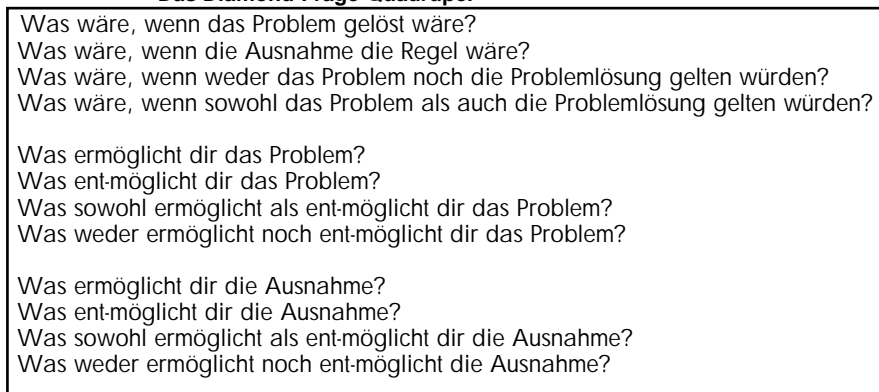 Das Diamond-Frage-Quadrupel
Was wäre, wenn das Problem gelöst wäre?
Was wäre, wenn die Ausnahme die Regel wäre?
Was wäre, wenn weder das Problem noch die Problemlösung gelten würden?
Was wäre, wenn sowohl das Problem als auch die Problemlösung gelten würden?
Was ermöglicht dir das Problem?
Was ent-möglicht dir das Problem?
Was sowohl ermöglicht als ent-möglicht dir das Problem?
Was weder ermöglicht noch ent-möglicht dir das Problem?
Was ermöglicht dir die Ausnahme?
Was ent-möglicht dir die Ausnahme?
Was sowohl ermöglicht als ent-möglicht dir die Ausnahme?
Was weder ermöglicht noch ent-möglicht die Ausnahme?